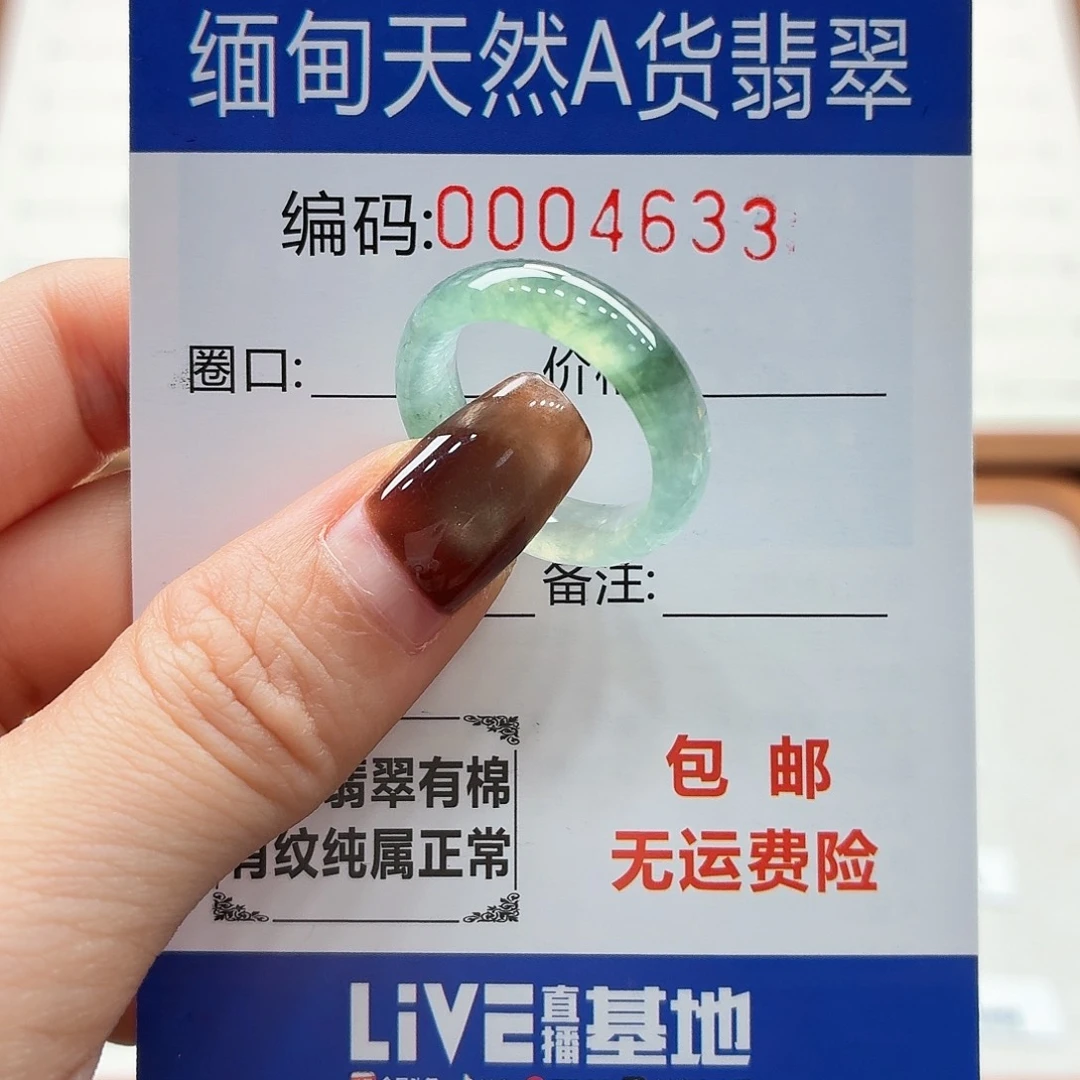 缅甸天然A货翡翠
编码:0004633
圈口: 价
备注:
翡翠有棉
有纹纯属正常
包 邮
无运费险
LiVE直播基地